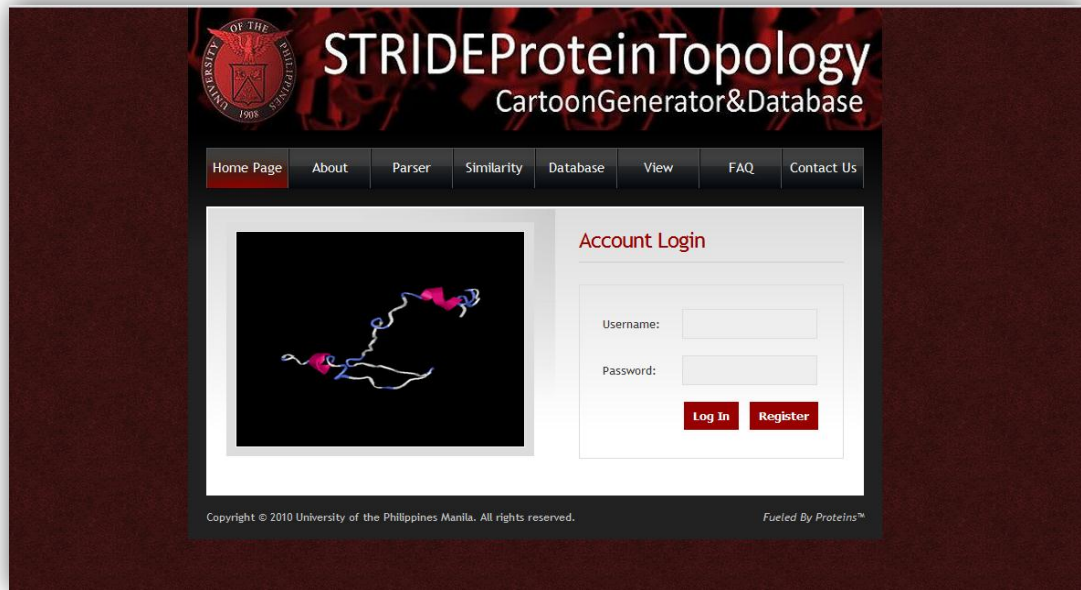 UNIVERSITY OF THE PHILIPPINES
1908
STRIDEProteinTopology
CartoonGenerator&Database
Home Page About Parser Similarity Database View FAQ Contact Us
Account Login
Username:
Password:
Log In Register
Copyright © 2010 University of the Philippines Manila. All rights reserved. Fueled By Proteins™